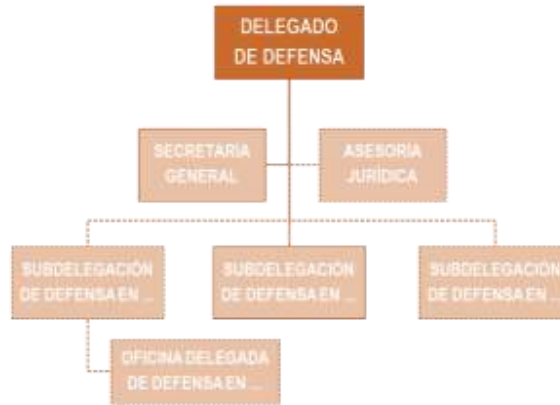 DELEGADO
DE DEFENSA
SECRETARÍA
GENERAL
ASESORÍA
JURÍDICA
SUBDELEGACIÓN
DE DEFENSA EN ...
SUBDELEGACIÓN
DE DEFENSA EN ...
SUBDELEGACIÓN
DE DEFENSA EN ...
OFICINA DELEGADA
DE DEFENSA EN ...